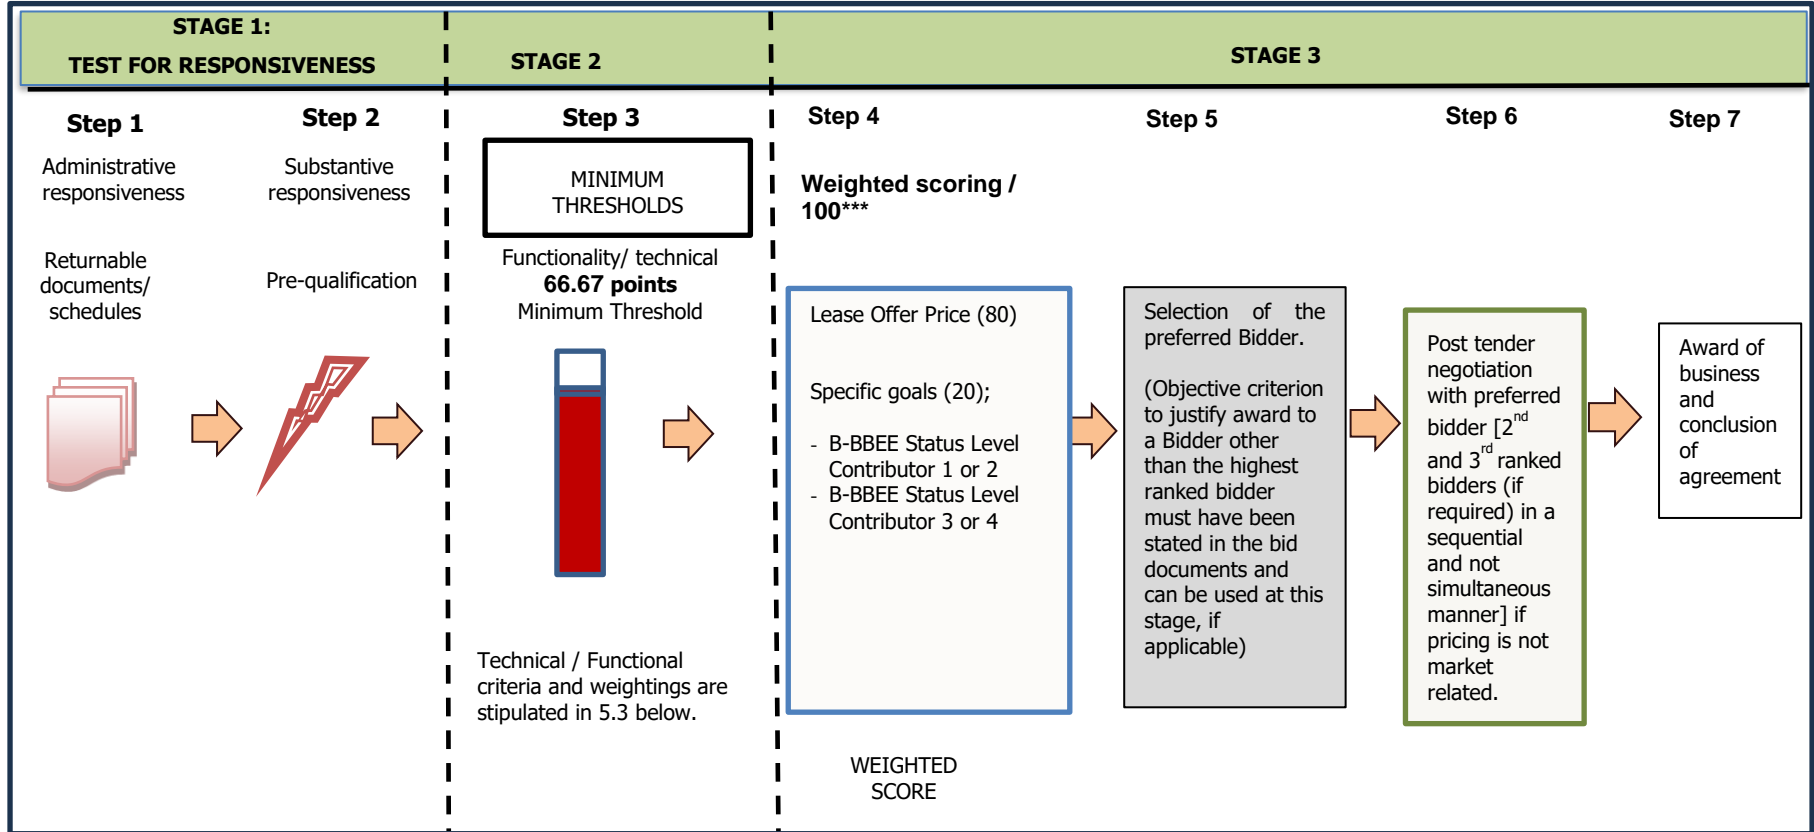 STAGE 1:
TEST FOR RESPONSIVENESS
STAGE 2
STAGE 3
Step 1
Administrative
responsiveness
Returnable
documents/
schedules
Step 2
Substantive
responsiveness
Pre-qualification
Step 3
MINIMUM
THRESHOLDS
Functionality/ technical
66.67 points
Minimum Threshold
Technical / Functional
criteria and weightings are
stipulated in 5.3 below.
Step 4
Weighted scoring /
100***
Lease Offer Price (80)
Specific goals (20);
- B-BBEE Status Level
Contributor 1 or 2
- B-BBEE Status Level
Contributor 3 or 4
WEIGHTED
SCORE
Step 5
Selection of the
preferred Bidder.
(Objective criterion
to justify award to
a Bidder other
than the highest
ranked bidder
must have been
stated in the bid
documents and
can be used at this
stage, if
applicable)
Step 6
Post tender
negotiation
with preferred
bidder [2nd
and 3rd ranked
bidders (if
required) in a
sequential
and not
simultaneous
manner] if
pricing is not
market
related.
Step 7
Award of
business
and
conclusion
of
agreement